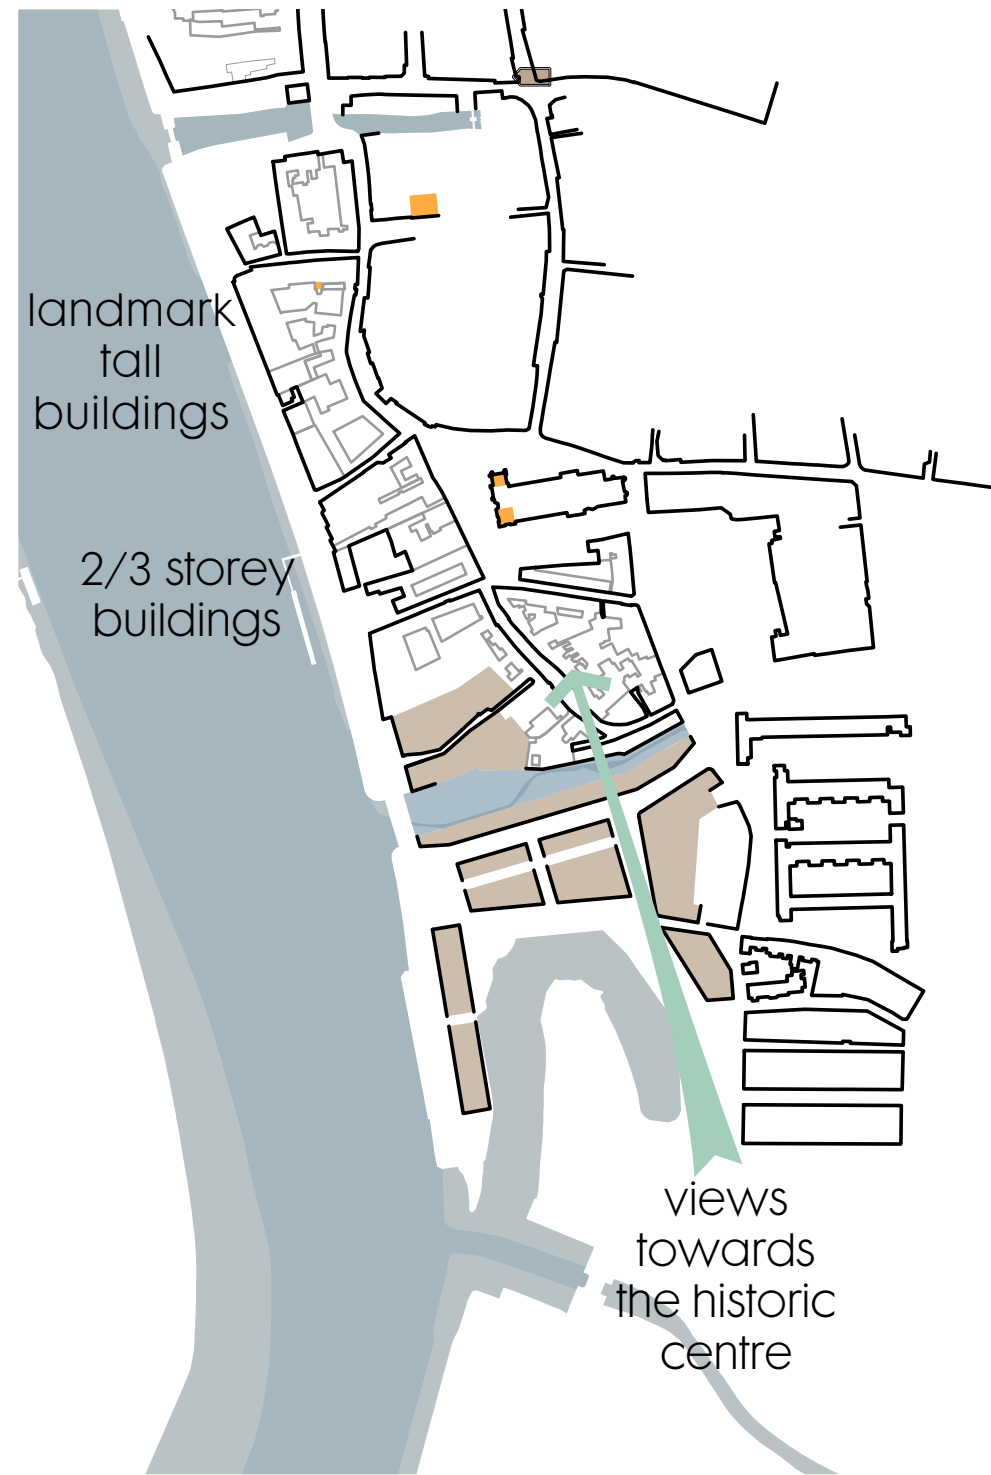 landmark
tall
buildings
2/3 storey
buildings
views
towards
the historic
centre